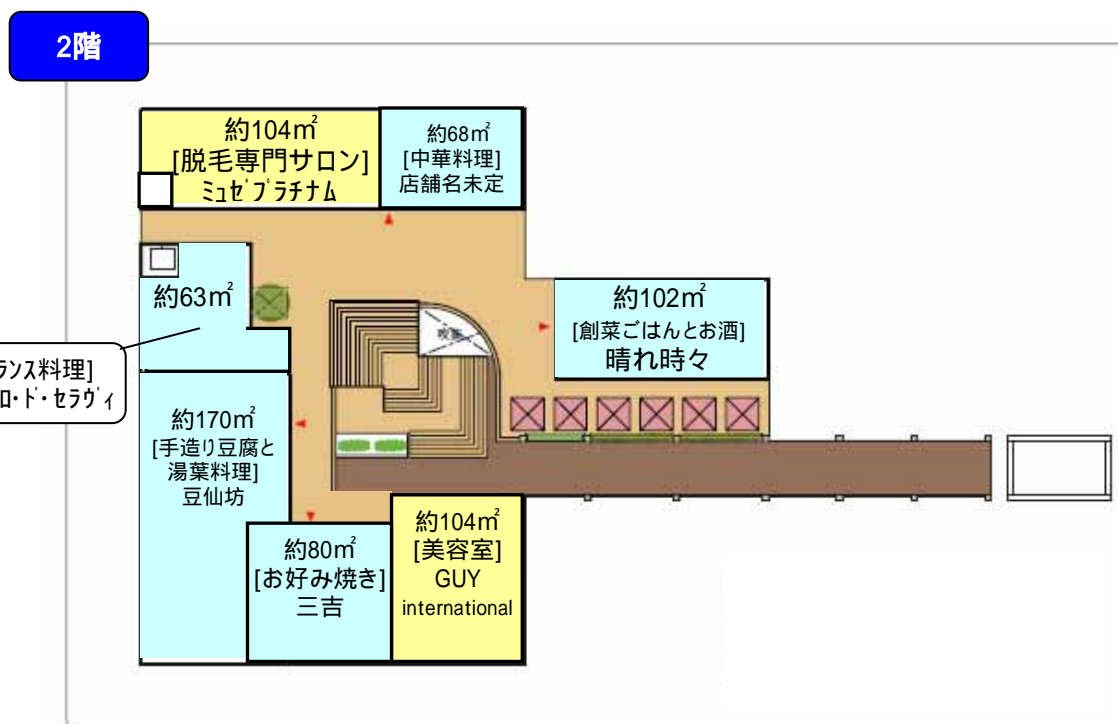 2階
約104㎡
[脱毛専門サロン]
ミュゼプラチナム
約68㎡
[中華料理]
店舗名未定
約63㎡
ランス料理]
ロ・ド・セラヴィ
約102㎡
[創菜ごはんとお酒]
晴れ時々
約170㎡
[手造り豆腐と
湯葉料理]
豆仙坊
約80㎡
[お好み焼き]
三吉
約104㎡
[美容室]
GUY
international